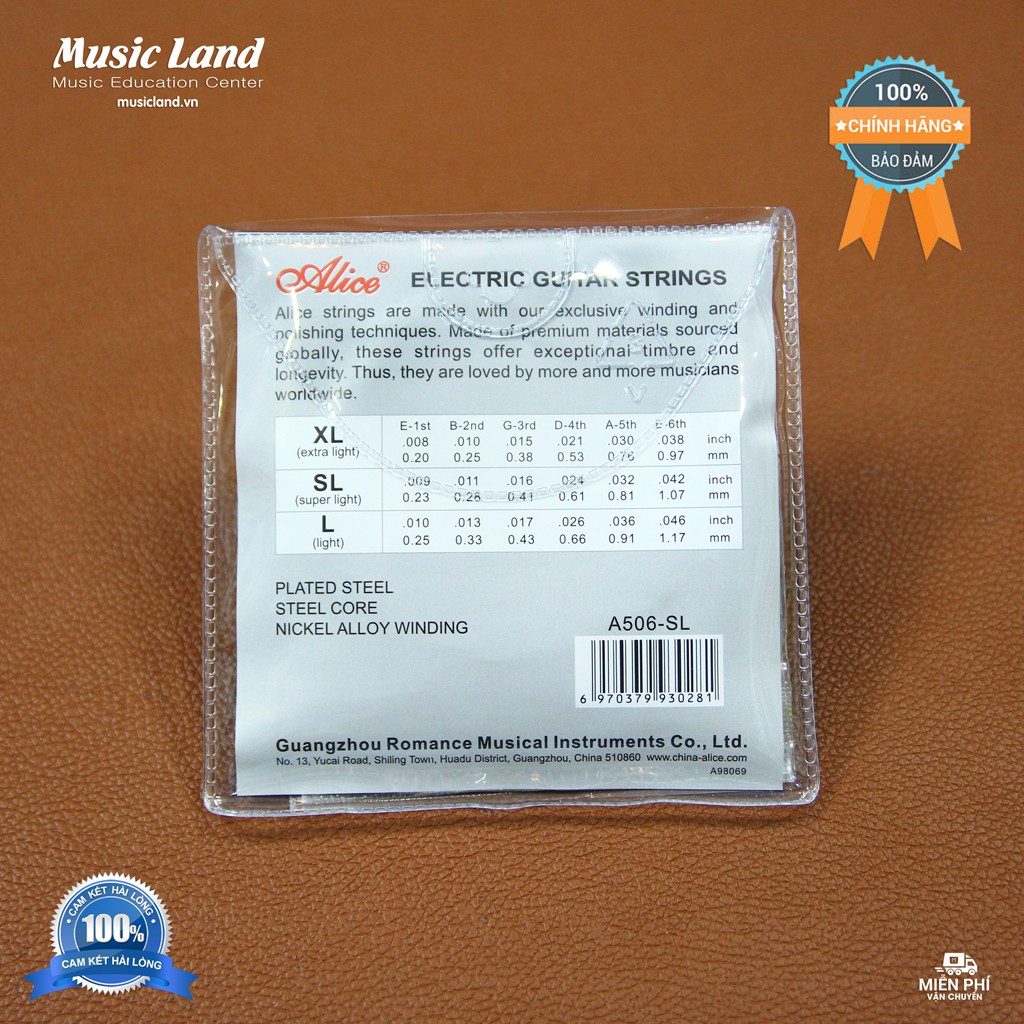 Music Land
Music Education Center
musicland.vn
100%
CHÍNH HÃNG
BẢO ĐẢM
Alice® ELECTRIC GUITAR STRINGS
Alice strings are made with our exclusive winding and
polishing techniques. Made of premium materials sourced
globally, these strings offer exceptional timbre and
longevity. Thus, they are loved by more and more musicians
worldwide.
E-1st B-2nd G-3rd D-4th A-5th E-6th
XL .008 .010 .015 .021 .030 .038 inch
(extra light) 0.20 0.25 0.38 0.53 0.76 0.97 mm
SL .009 .011 .016 .024 .032 .042 inch
(super light) 0.23 0.28 0.41 0.61 0.81 1.07 mm
L .010 .013 .017 .026 .036 .046 inch
(light) 0.25 0.33 0.43 0.66 0.91 1.17 mm
PLATED STEEL
STEEL CORE
NICKEL ALLOY WINDING
A506-SL
6 970379 930281
Guangzhou Romance Musical Instruments Co., Ltd.
No. 13, Yucai Road, Shiling Town, Huadu District, Guangzhou, China 510860 www.china-alice.com
A98069
CAM KẾT HÀI LÒNG
100%
CAM KẾT HÀI LÒNG
MIỄN PHÍ
VẬN CHUYỂN